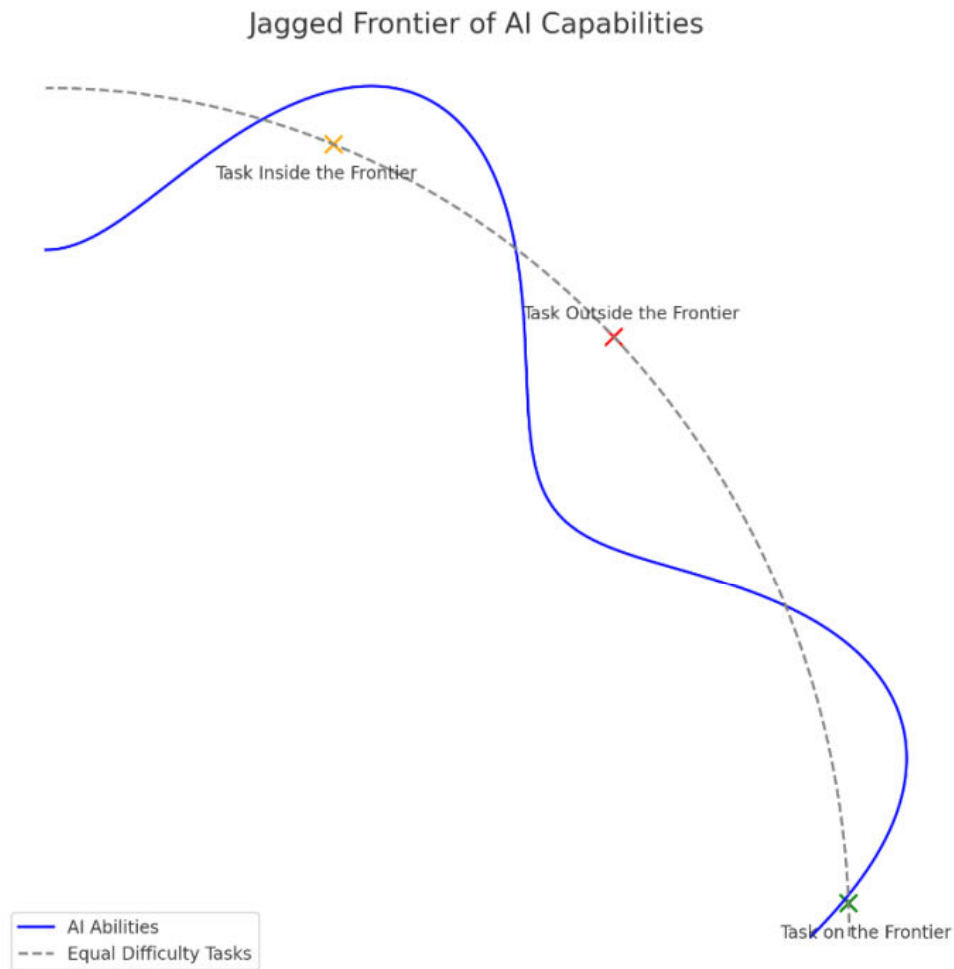 Jagged Frontier of AI Capabilities
Task Inside the Frontier
Task Outside the Frontier
Task on the Frontier
AI Abilities
Equal Difficulty Tasks